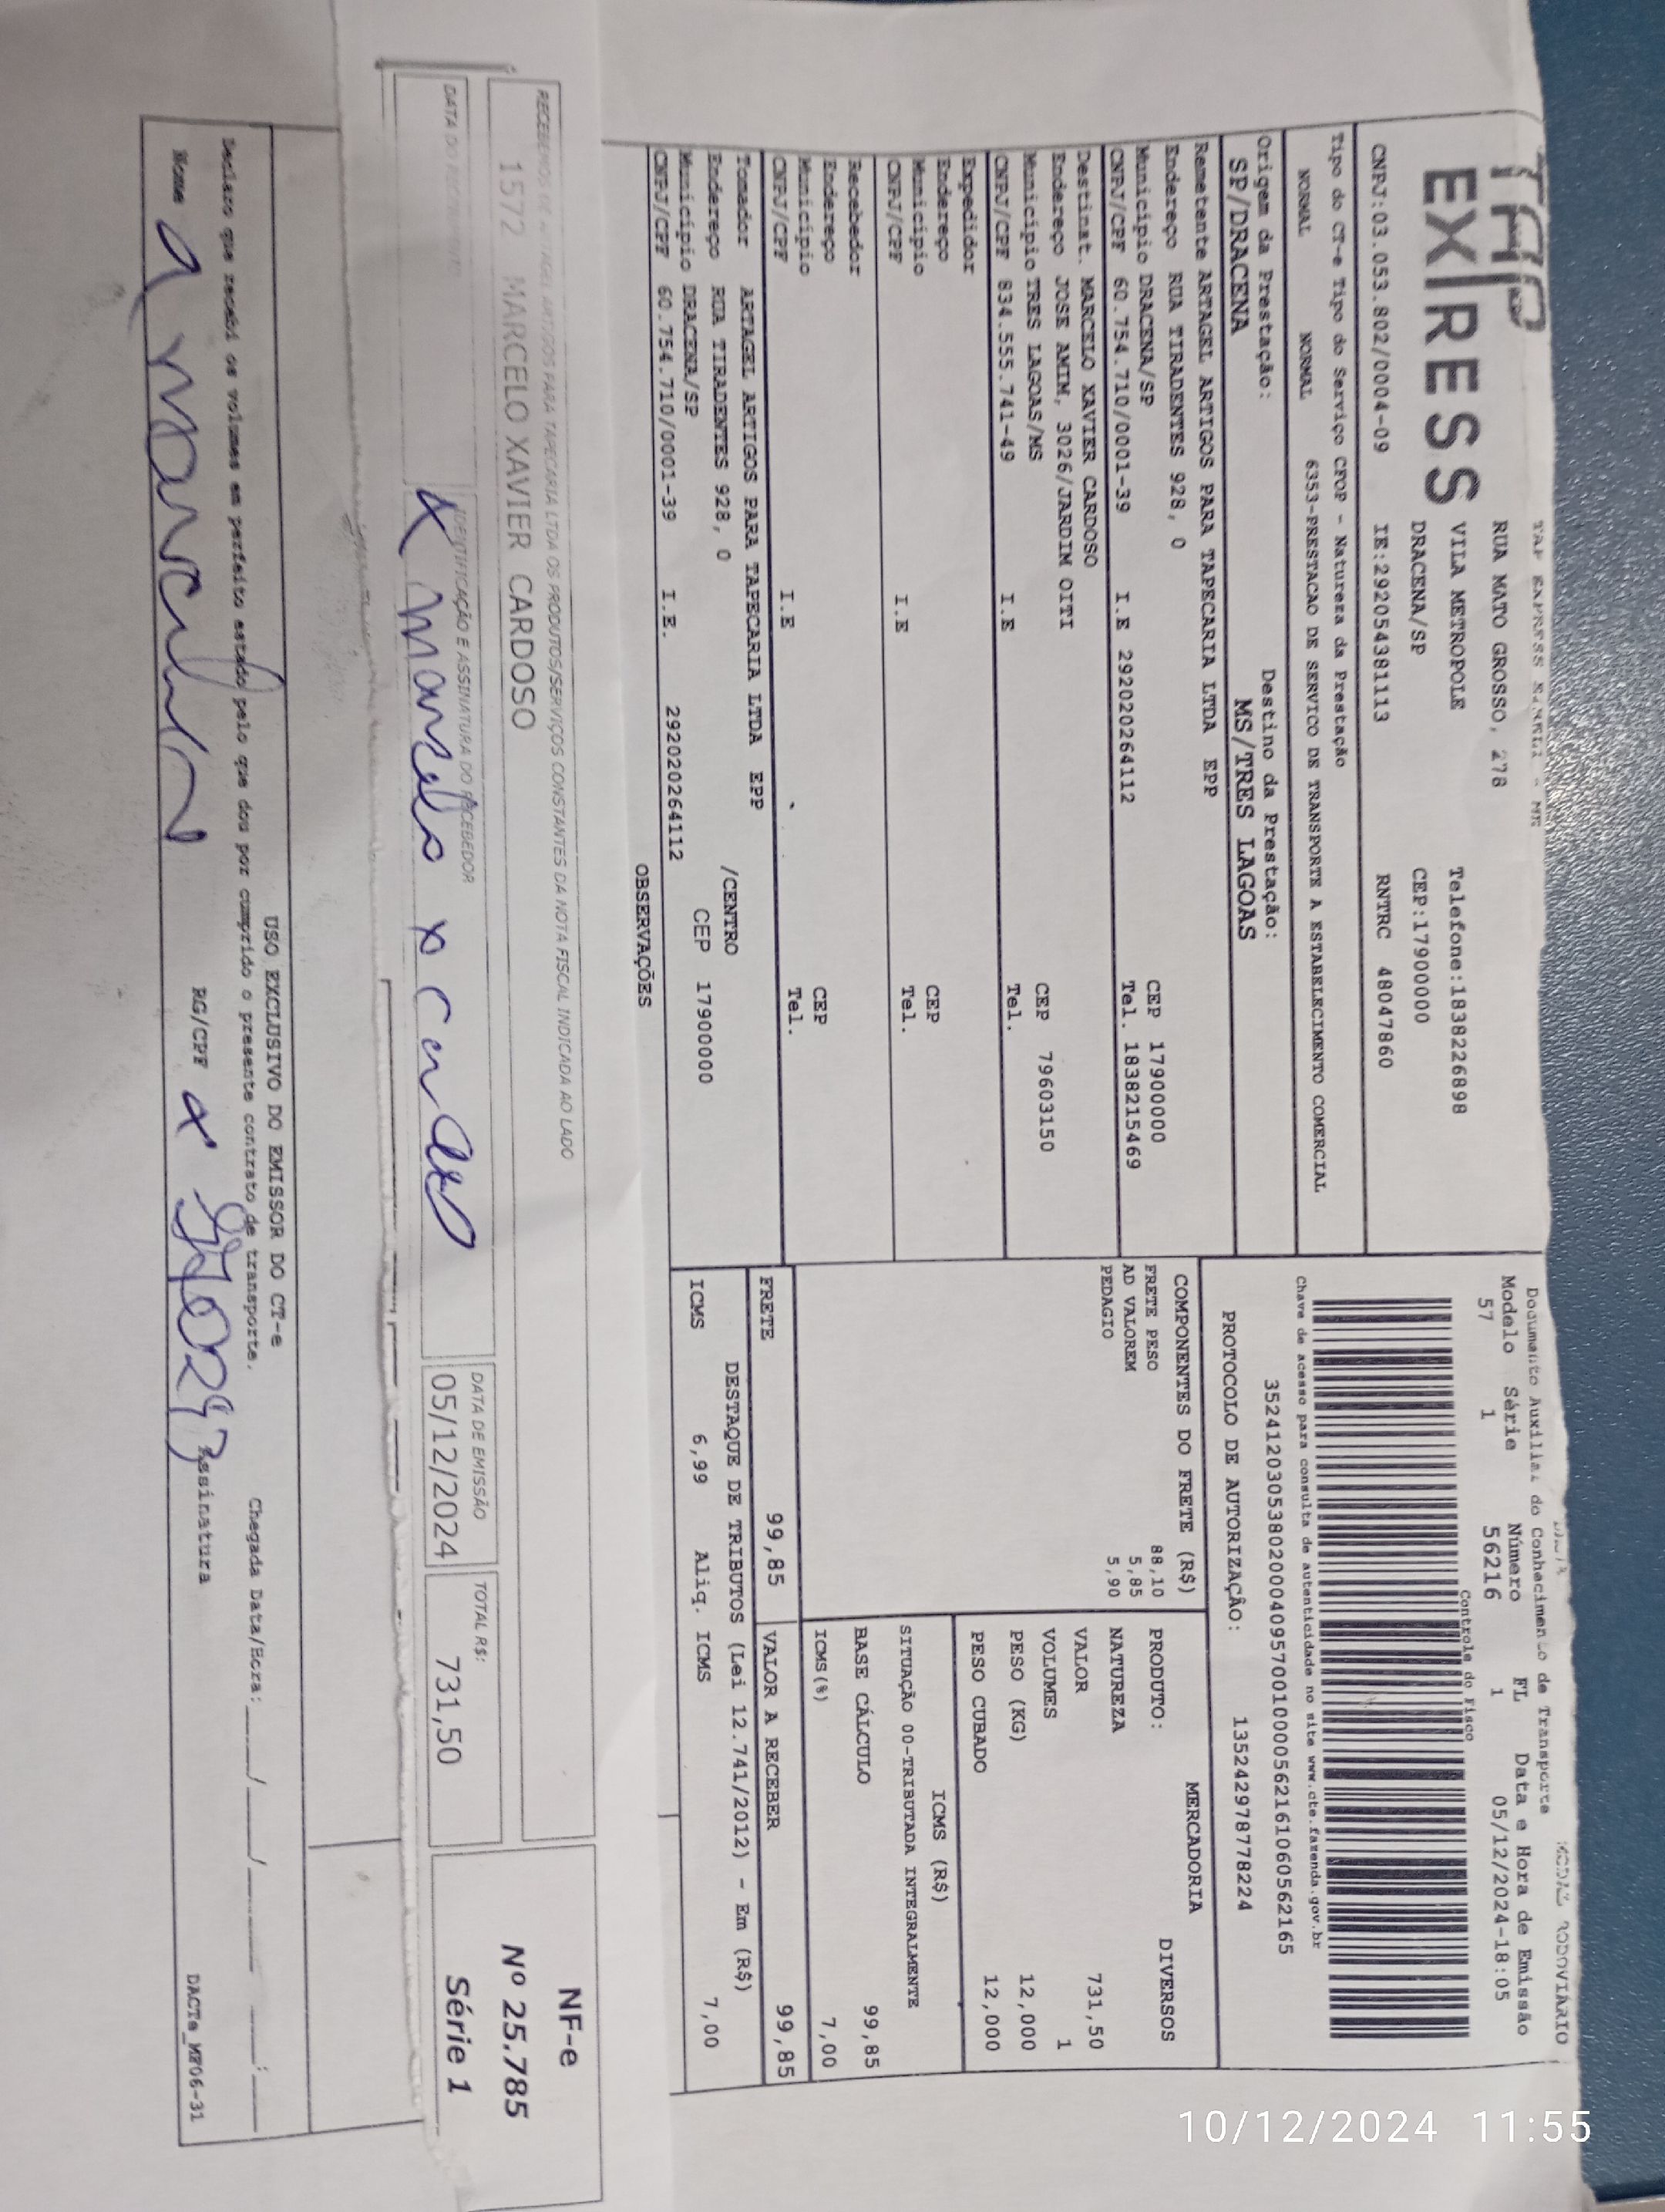 TAP
EXPRESS
TAP EXPRSS EIRELI - ME
RUA MATO GROSSO, 278
VILA METROPOLE Telefone:1838226898
DRACENA/SP CEP:17900000
CNPJ:03.053.802/0004-09 IE:292054381113 RNTRC 48047860
Tipo do CT-e Tipo do Serviço CFOP - Natureza da Prestação
NORMAL NORMAL 6353-PRESTACAO DE SERVICO DE TRANSPORTE A ESTABELECIMENTO COMERCIAL
Origem da Prestação: Destino da Prestação:
SP/DRACENA MS/TRES LAGOAS
Remetente ARTAGEL ARTIGOS PARA TAPECARIA LTDA EPP
Endereço RUA TIRADENTES 928, 0
Município DRACENA/SP CEP 17900000
CNPJ/CPF 60.754.710/0001-39 I.E 292020264112 Tel. 1838215469
Destinat. MARCELO XAVIER CARDOSO
Endereço JOSE AMIM, 3026/JARDIM OITI
Município TRES LAGOAS/MS CEP 79603150
CNPJ/CPF 834.555.741-49 I.E Tel.
Expedidor
Endereço
Município CEP
CNPJ/CPF I.E Tel.
Recebedor
Endereço
Município CEP
CNPJ/CPF I.E Tel.
Tomador ARTAGEL ARTIGOS PARA TAPECARIA LTDA EPP
Endereço RUA TIRADENTES 928, 0 /CENTRO
Município DRACENA/SP CEP 17900000
CNPJ/CPF 60.754.710/0001-39 I.E. 292020264112
OBSERVAÇÕES
MODAL RODOVIÁRIO
Documento Auxiliar do Conhecimento de Transporte
Modelo Série Número FL Data e Hora de Emissão
57 1 56216 1 05/12/2024-18:05
Controle do Fisco
Chave de acesso para consulta de autenticidade no site www.cte.fazenda.gov.br
35241203053802000409570010000562161060562165
PROTOCOLO DE AUTORIZAÇÃO: 135242978778224
COMPONENTES DO FRETE (R$)
FRETE PESO 88,10
AD VALOREM 5,85
PEDAGIO 5,90
MERCADORIA
PRODUTO: DIVERSOS
NATUREZA
VALOR 731,50
VOLUMES 1
PESO (KG) 12,000
PESO CUBADO 12,000
ICMS (R$)
SITUAÇÃO 00-TRIBUTADA INTEGRALMENTE
BASE CÁLCULO 99,85
ICMS(%) 7,00
FRETE 99,85 VALOR A RECEBER 99,85
DESTAQUE DE TRIBUTOS (Lei 12.741/2012) - Em (R$)
ICMS 6,99 Aliq. ICMS 7,00
RECEBEMOS DE ARTAGEL ARTIGOS PARA TAPECARIA LTDA OS PRODUTOS/SERVIÇOS CONSTANTES DA NOTA FISCAL INDICADA AO LADO
1572 MARCELO XAVIER CARDOSO
DATA DO RECEBIMENTO IDENTIFICAÇÃO E ASSINATURA DO RECEBEDOR
x Marcelo x
DATA DE EMISSÃO
05/12/2024
TOTAL R$:
731,50
NF-e
Nº 25.785
Série 1
USO EXCLUSIVO DO EMISSOR DO CT-e
Declaro que recebi os volumes em perfeito estado pelo que dou por cumprido o presente contrato de transporte. Chegada Data/Hora: ___/___/_____ ___:___
Nome RG/CPF x Assinatura DACTe_MF06-31
10/12/2024 11:55